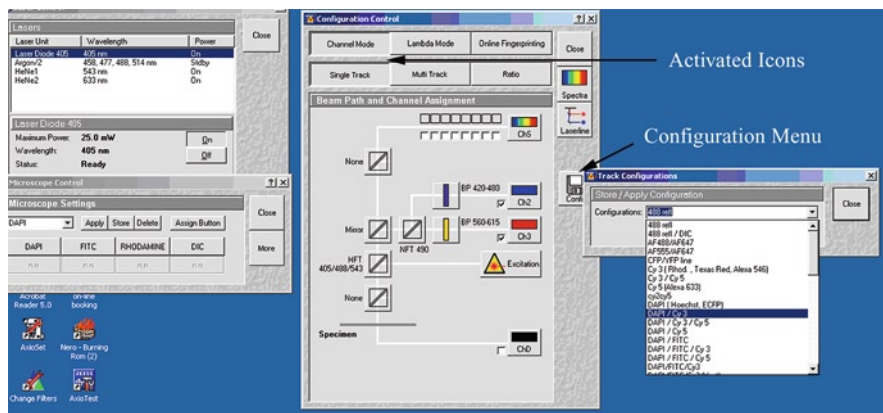 Configuration Control
Lasers
Close
Laser Unit Wavelength Power
Laser Diode 405 405 nm On
Argon/2 458, 477, 488, 514 nm Stdby
HeNe1 543 nm On
HeNe2 633 nm On
Laser Diode 405
Maximum Power: 25.0 mW
Wavelength: 405 nm
Status: Ready
On
Off
Microscope Control
Microscope Settings
DAPI Apply Store Delete Assign Button
Close
DAPI FITC RHODAMINE DIC
More
n.n n.n n.n n.n
Acrobat Reader 5.0
on-line booking
AxioSet
Nero - Burning Rom (2)
Change Filters
AxioTest
Channel Mode Lambda Mode Online Fingerprinting
Close
Single Track Multi Track Ratio
Spectra
Beam Path and Channel Assignment
ChS
Laserline
None
BP 420-480
Ch2
Config
Mirror
NFT 490
BP 560-615
Ch3
HFT
405/488/543
Excitation
None
Specimen
ChD
Activated Icons
Configuration Menu
Track Configurations
Store / Apply Configuration
Close
Configurations: 488 refl
488 refl
488 refl / DIC
AF488/AF647
AF555/AF647
CFP/YFP line
Cy 3 ( Rhod. , Texas Red, Alexa 546)
Cy 3 / Cy 5
Cy 5 (Alexa 633)
cy2cy5
DAPI ( Hoechst, ECFP)
DAPI / Cy 3
DAPI / Cy 3 / Cy 5
DAPI / Cy 5
DAPI / FITC
DAPI / FITC / Cy 3
DAPI / FITC / Cy 5
DAPI/FITC/Cy3